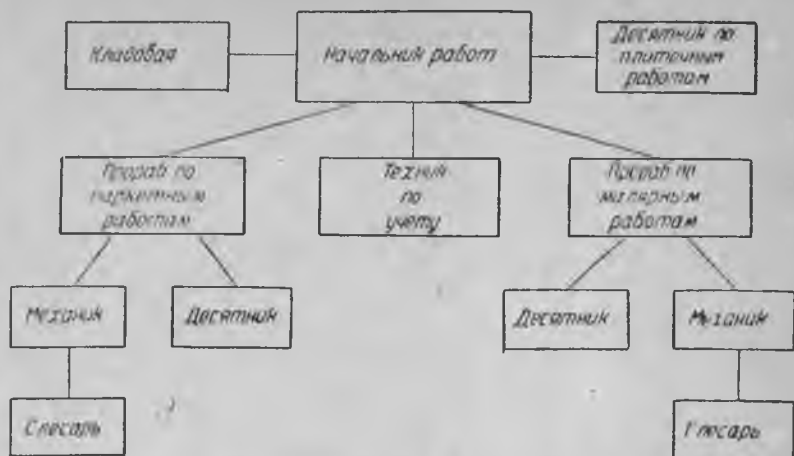 Кладовая
Начальник работ
Десятник по
плиточным
работам
Прораб по
паркетным
работам
Техник
по
учету
Прораб по
малярным
работам
Механик
Десятник
Десятник
Механик
Слесарь
Слесарь